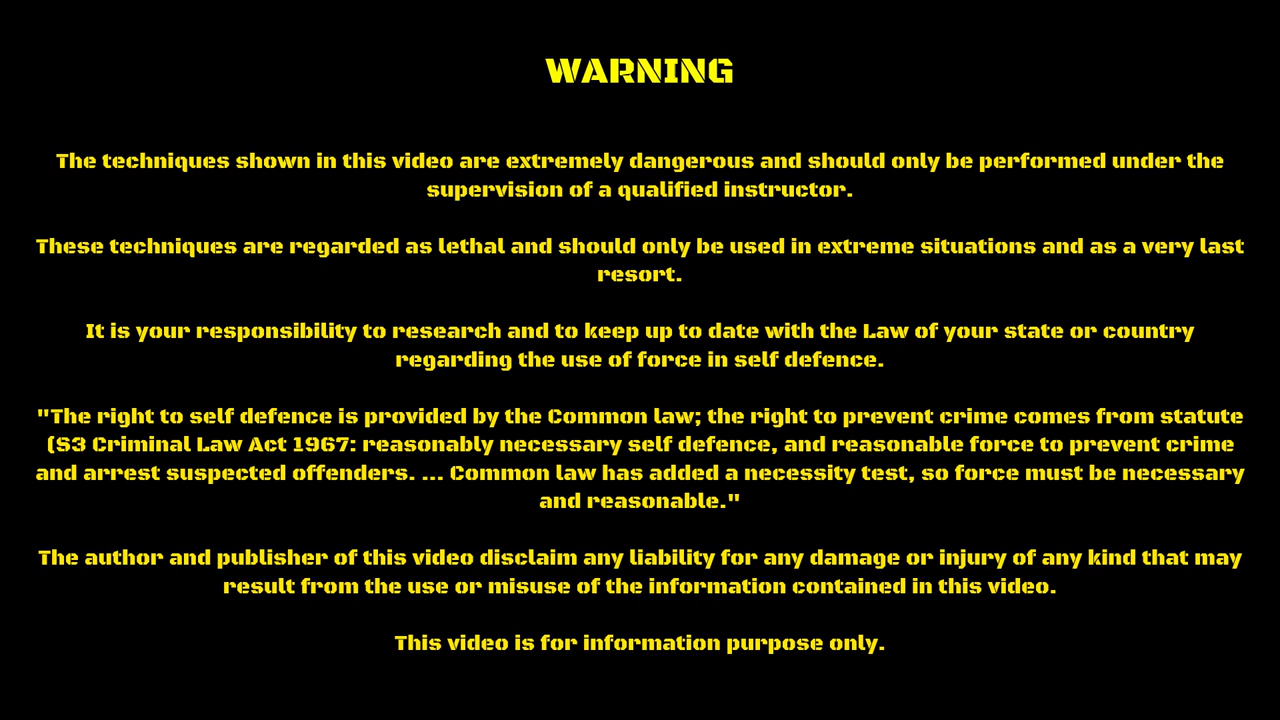 WARNING
The techniques shown in this video are extremely dangerous and should only be performed under the
supervision of a qualified instructor.
These techniques are regarded as lethal and should only be used in extreme situations and as a very last
resort.
It is your responsibility to research and to keep up to date with the Law of your state or country
regarding the use of force in self defence.
"The right to self defence is provided by the Common law; the right to prevent crime comes from statute
(S3 Criminal Law Act 1967: reasonably necessary self defence, and reasonable force to prevent crime
and arrest suspected offenders. ... Common law has added a necessity test, so force must be necessary
and reasonable."
The author and publisher of this video disclaim any liability for any damage or injury of any kind that may
result from the use or misuse of the information contained in this video.
This video is for information purpose only.